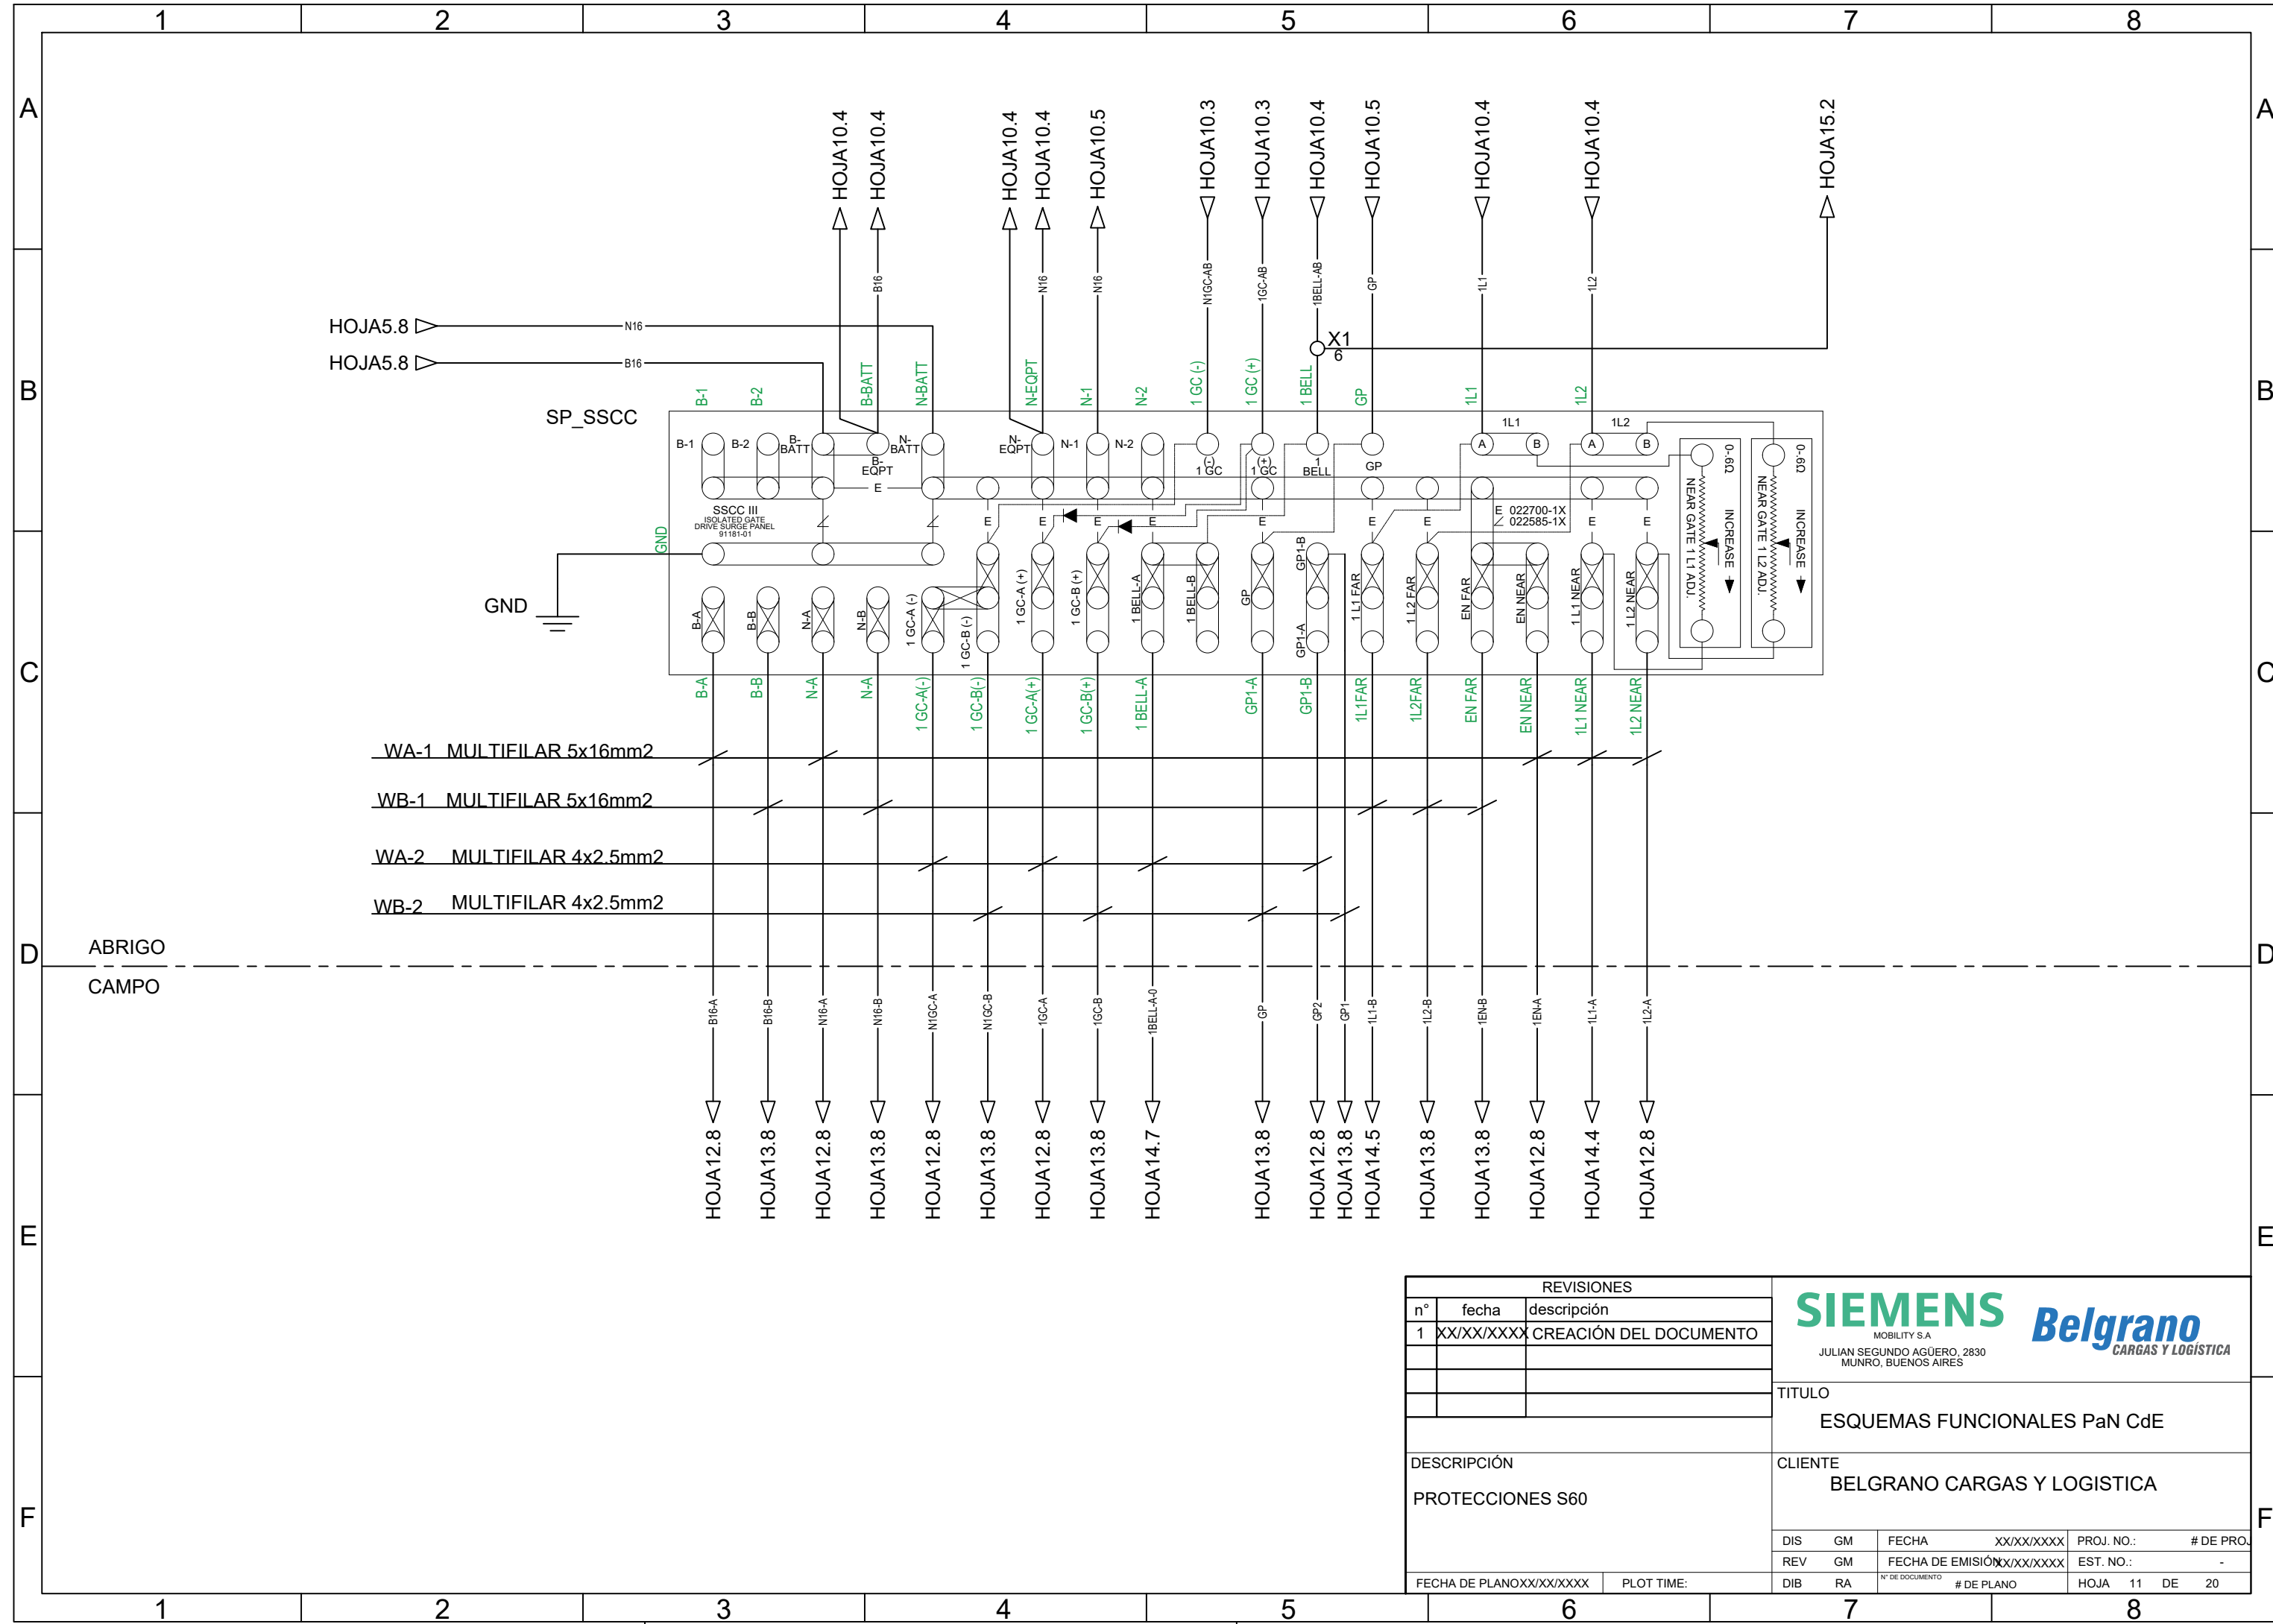 1 2 3 4 5 6 7 8
A A
B B
C C
D D
E E
F F
HOJA10.4
HOJA10.4
HOJA10.4
HOJA10.4
HOJA10.5
HOJA10.3
HOJA10.3
HOJA10.4
HOJA10.5
HOJA10.4
HOJA10.4
HOJA15.2
B16
N16
N16
N1GC-AB
1GC-AB
1BELL-AB
GP
1L1
1L2
HOJA5.8
N16
HOJA5.8
B16
X1
6
SP_SSCC
B-1
B-2
B-BATT
N-BATT
N-EQPT
N-1
N-2
1 GC (-)
1 GC (+)
1 BELL
GP
1L1
1L2
B-1
B-2
B-
BATT
B-
EQPT
N-
BATT
N-
EQPT
N-1
N-2
(-)
1 GC
(+)
1 GC
1
BELL
GP
1L1
A B
1L2
A B
E
E E E E E E E E E
SSCC III
ISOLATED GATE
DRIVE SURGE PANEL
91181-01
E 022700-1X
∠ 022585-1X
0-.6Ω
INCREASE
NEAR GATE 1 L1 ADJ.
0-.6Ω
INCREASE
NEAR GATE 1 L2 ADJ.
GND
GND
B-A
B-B
N-A
N-B
1 GC-A (-)
1 GC-B (-)
1 GC-A (+)
1 GC-B (+)
1 BELL-A
1 BELL-B
GP
GP1-B
GP1-A
1 L1 FAR
1 L2 FAR
EN FAR
EN NEAR
1 L1 NEAR
1 L2 NEAR
B-A
B-B
N-A
N-A
1 GC-A(-)
1 GC-B(-)
1 GC-A(+)
1 GC-B(+)
1 BELL-A
GP1-A
GP1-B
1L1FAR
1L2FAR
EN FAR
EN NEAR
1L1 NEAR
1L2 NEAR
WA-1 MULTIFILAR 5x16mm2
WB-1 MULTIFILAR 5x16mm2
WA-2 MULTIFILAR 4x2.5mm2
WB-2 MULTIFILAR 4x2.5mm2
ABRIGO
CAMPO
B16-A
B16-B
N16-A
N16-B
N1GC-A
N1GC-B
1GC-A
1GC-B
1BELL-A-0
GP
GP2
GP1
1L1-B
1L2-B
1EN-B
1EN-A
1L1-A
1L2-A
HOJA12.8
HOJA13.8
HOJA12.8
HOJA13.8
HOJA12.8
HOJA13.8
HOJA12.8
HOJA13.8
HOJA14.7
HOJA13.8
HOJA12.8
HOJA13.8
HOJA14.5
HOJA13.8
HOJA13.8
HOJA12.8
HOJA14.4
HOJA12.8
REVISIONES
n° fecha descripción
1 XX/XX/XXXX CREACIÓN DEL DOCUMENTO
SIEMENS
MOBILITY S.A
JULIAN SEGUNDO AGÜERO, 2830
MUNRO, BUENOS AIRES
Belgrano
CARGAS Y LOGÍSTICA
TITULO
ESQUEMAS FUNCIONALES PaN CdE
DESCRIPCIÓN
PROTECCIONES S60
CLIENTE
BELGRANO CARGAS Y LOGISTICA
DIS GM FECHA XX/XX/XXXX PROJ. NO.: # DE PROJ
REV GM FECHA DE EMISIÓN XX/XX/XXXX EST. NO.: -
FECHA DE PLANOXX/XX/XXXX PLOT TIME: DIB RA N° DE DOCUMENTO # DE PLANO HOJA 11 DE 20
1 2 3 4 5 6 7 8